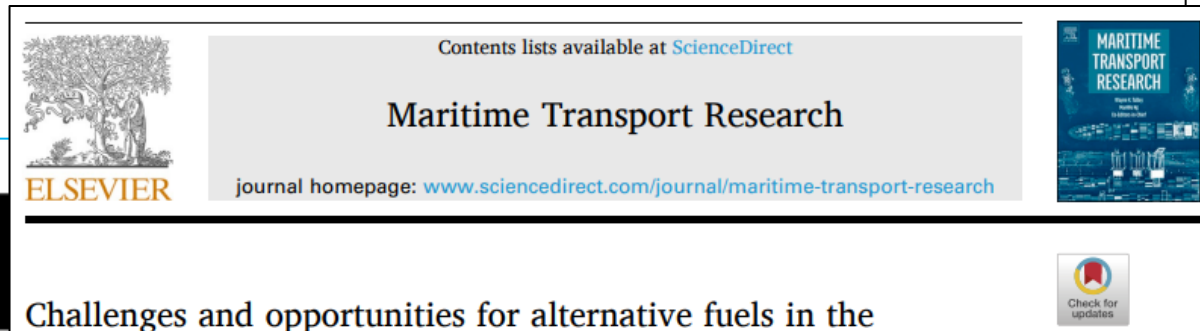 Contents lists available at ScienceDirect
Maritime Transport Research
journal homepage: www.sciencedirect.com/journal/maritime-transport-research
ELSEVIER
MARITIME
TRANSPORT
RESEARCH
Check for
updates
Challenges and opportunities for alternative fuels in the